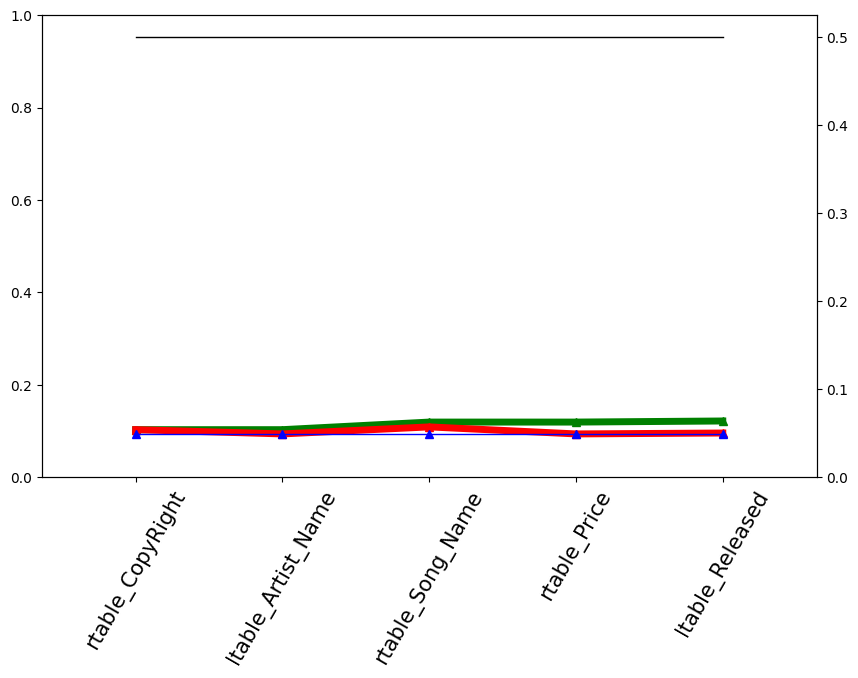 1.0
0.8
0.6
0.4
0.2
0.0
0.5
0.4
0.3
0.2
0.1
0.0
rtable_CopyRight
ltable_Artist_Name
rtable_Song_Name
rtable_Price
ltable_Released